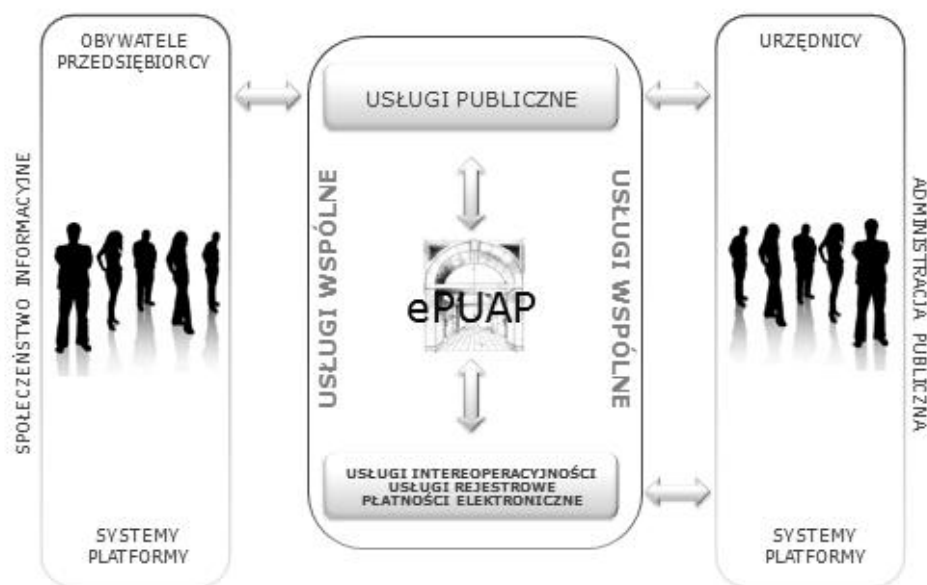 OBYWATELE
PRZEDSIĘBIORCY
SPOŁECZEŃSTWO INFORMACYJNE
SYSTEMY
PLATFORMY
USŁUGI PUBLICZNE
USŁUGI WSPÓLNE
USŁUGI WSPÓLNE
ePUAP
USŁUGI INTEREOPERACYJNOŚCI
USŁUGI REJESTROWE
PŁATNOŚCI ELEKTRONICZNE
URZĘDNICY
ADMINISTRACJA PUBLICZNA
SYSTEMY
PLATFORMY